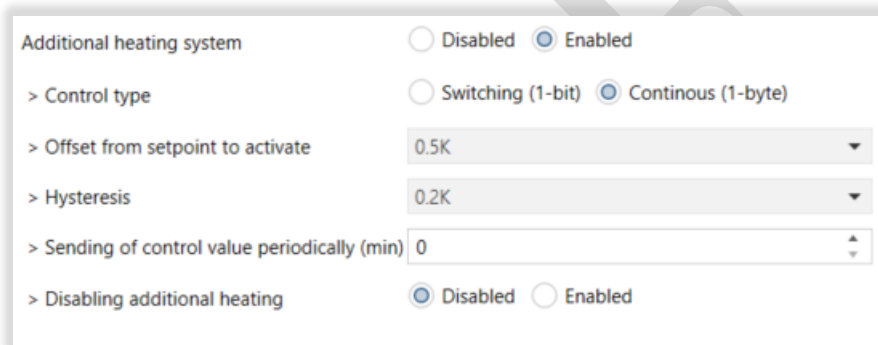 Additional heating system Disabled Enabled
> Control type Switching (1-bit) Continous (1-byte)
> Offset from setpoint to activate 0.5K
> Hysteresis 0.2K
> Sending of control value periodically (min) 0
> Disabling additional heating Disabled Enabled